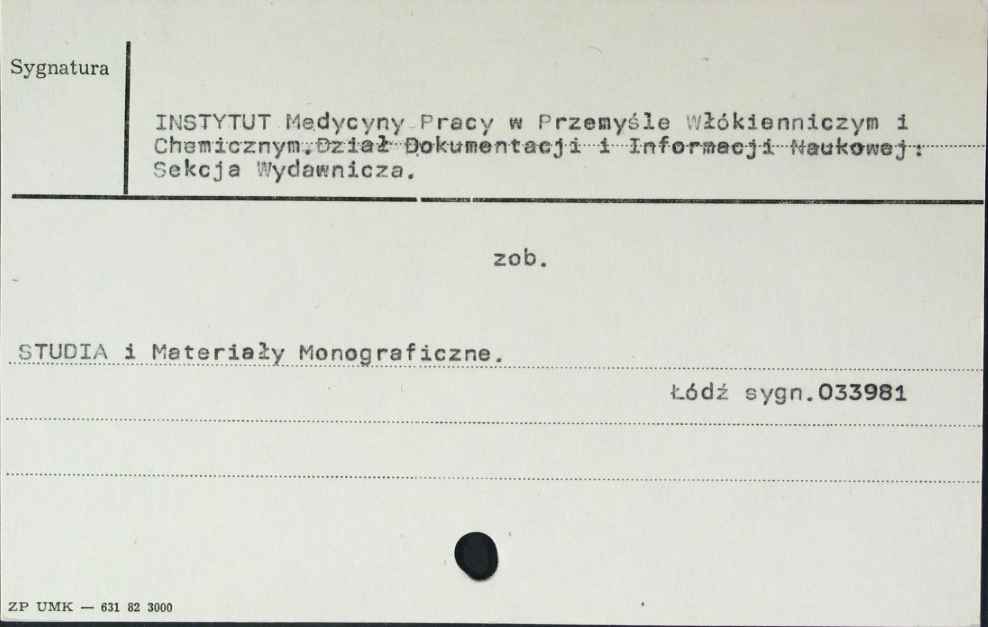 Sygnatura
INSTYTUT Medycyny Pracy w Przemyśle Włókienniczym i
Chemicznym.Dział Dokumentacji i Informacji Naukowej.
Sekcja Wydawnicza.
zob.
STUDIA i Materiały Monograficzne.
Łódź sygn.033981
ZP UMK — 631 82 3000